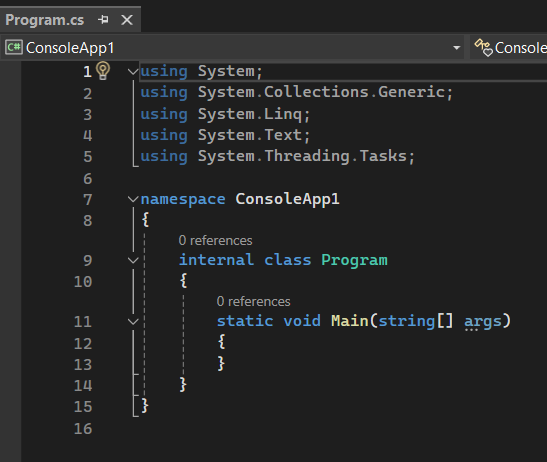 Program.cs
C# ConsoleApp1 Console
1 using System;
2 using System.Collections.Generic;
3 using System.Linq;
4 using System.Text;
5 using System.Threading.Tasks;
6
7 namespace ConsoleApp1
8 {
0 references
9 internal class Program
10 {
0 references
11 static void Main(string[] args)
12 {
13 }
14 }
15 }
16